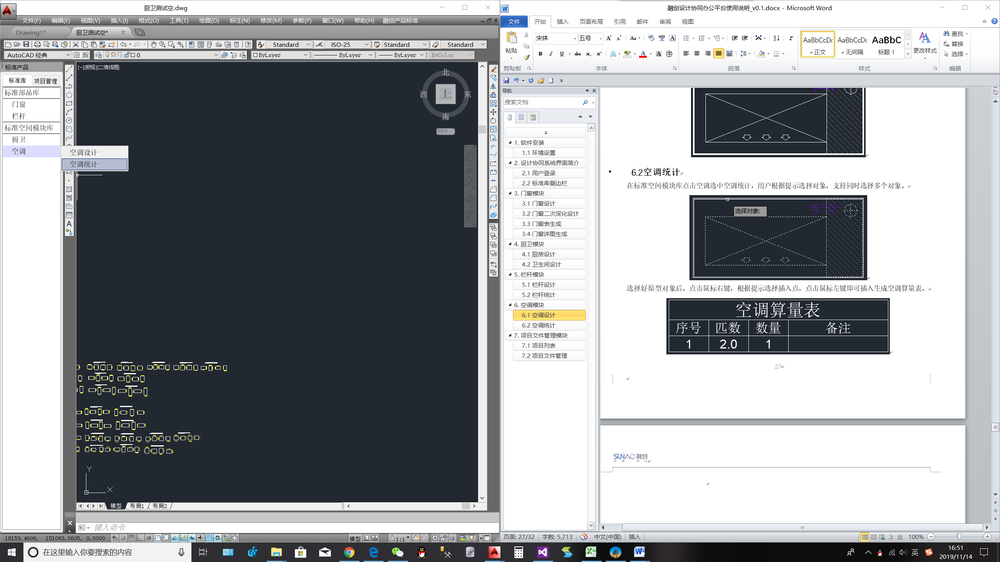 厨卫测试空.dwg
文件(F) 编辑(E) 视图(V) 插入(I) 格式(O) 工具(T) 绘图(D) 标注(N) 修改(M) 参数(P) 窗口(W) 帮助(H) 融创产品标准
Drawing1* 厨卫测试空*
Standard ISO-25 Standard Standard
AutoCAD 经典 0 ByLayer ByLayer ByLayer ByColor
标准产品
标准库 项目管理
标准部品库
门窗
栏杆
标准空间模块库
厨卫
空调
空调设计
空调统计
[−][俯视][二维线框]
北
西 上 东
南
WCS
Y
X
模型 布局1 布局2
键入命令
18159.4606, 151063.0605, 0.0000 模型 1:1
融创设计协同办公平台使用说明_v0.1.docx - Microsoft Word
文件 开始 插入 页面布局 引用 邮件 审阅 视图
粘贴 宋体 五号
AaBbCcDc AaBbCcDc AaBbC
正文 无间隔 标题 1 更改样式
查找
替换
选择
剪贴板 字体 段落 样式 编辑
导航
搜索文档
1. 软件安装
1.1 环境设置
2. 设计协同系统界面简介
2.1 用户登录
2.2 标准库侧边栏
3. 门窗模块
3.1 门窗设计
3.2 门窗二次深化设计
3.3 门窗表生成
3.4 门窗详图生成
4. 厨卫模块
4.1 厨房设计
4.2 卫生间设计
5. 栏杆模块
5.1 栏杆设计
5.2 栏杆统计
6. 空调模块
6.1 空调设计
6.2 空调统计
7. 项目文件管理模块
7.1 项目列表
7.2 项目文件管理
6.2空调统计
在标准空间模块库点击空调选中空调统计，用户根据提示选择对象，支持同时选择多个对象。
选择对象:
选择好原型对象后，点击鼠标右键，根据提示选择插入点，点击鼠标左键即可插入生成空调算量表。
空调算量表
序号 匹数 数量 备注
1 2.0 1
27
SUNAC 融创
页面: 27/32 字数: 5,713 中文(中国) 插入 100%
在这里输入你要搜索的内容
英
16:51
2019/11/14